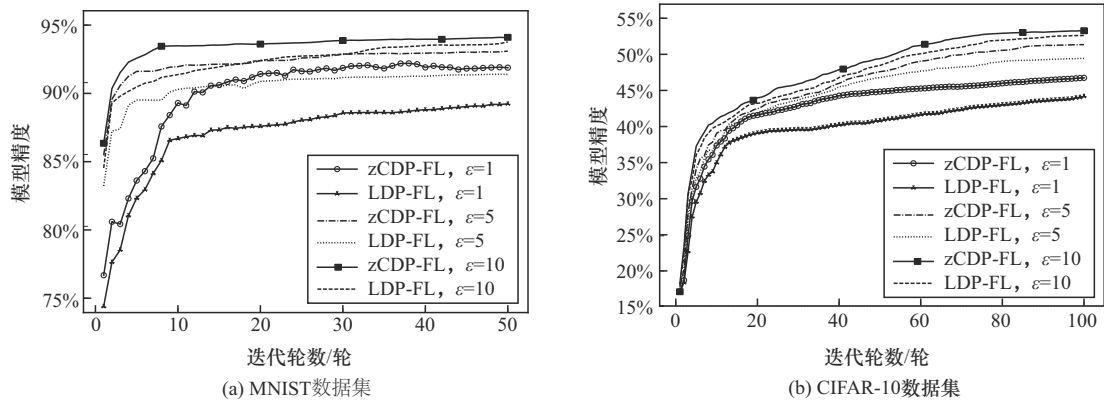 95%
90%
85%
80%
75%
模型精度
zCDP-FL，ε=1
LDP-FL，ε=1
zCDP-FL，ε=5
LDP-FL，ε=5
zCDP-FL，ε=10
LDP-FL，ε=10
0 10 20 30 40 50
迭代轮数/轮
(a) MNIST数据集
55%
50%
45%
40%
35%
30%
25%
20%
15%
模型精度
zCDP-FL，ε=1
LDP-FL，ε=1
zCDP-FL，ε=5
LDP-FL，ε=5
zCDP-FL，ε=10
LDP-FL，ε=10
0 20 40 60 80 100
迭代轮数/轮
(b) CIFAR-10数据集